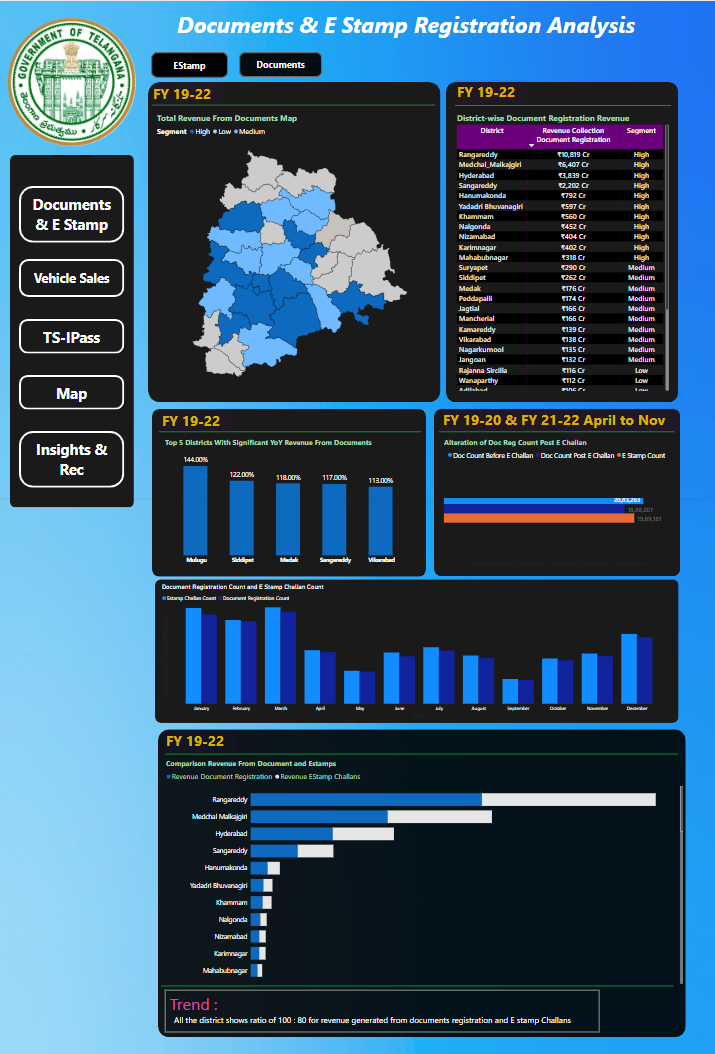 Documents & E Stamp Registration Analysis
GOVERNMENT OF TELANGANA
EStamp
Documents
Documents
& E Stamp
Vehicle Sales
TS-IPass
Map
Insights &
Rec
FY 19-22
Total Revenue From Documents Map
Segment High Low Medium
FY 19-22
District-wise Document Registration Revenue
District Revenue Collection Segment
Document Registration
Rangareddy ₹10,819 Cr High
Medchal_Malkajgiri ₹6,407 Cr High
Hyderabad ₹3,839 Cr High
Sangareddy ₹2,202 Cr High
Hanumakonda ₹792 Cr High
Yadadri Bhuvanagiri ₹597 Cr High
Khammam ₹560 Cr High
Nalgonda ₹452 Cr High
Nizamabad ₹404 Cr High
Karimnagar ₹402 Cr High
Mahabubnagar ₹318 Cr High
Suryapet ₹290 Cr Medium
Siddipet ₹262 Cr Medium
Medak ₹176 Cr Medium
Peddapalli ₹174 Cr Medium
Jagtial ₹166 Cr Medium
Mancherial ₹166 Cr Medium
Kamareddy ₹139 Cr Medium
Vikarabad ₹138 Cr Medium
Nagarkurnool ₹135 Cr Medium
Jangoan ₹132 Cr Medium
Rajanna Sircilla ₹116 Cr Low
Wanaparthy ₹112 Cr Low
FY 19-22
Top 5 Districts With Significant YoY Revenue From Documents
144.00%
122.00%
118.00%
117.00%
113.00%
Mulugu Siddipet Medak Sangareddy Vikarabad
FY 19-20 & FY 21-22 April to Nov
Alteration of Doc Reg Count Post E Challan
Doc Count Before E Challan Doc Count Post E Challan E Stamp Count
20,83,263
18,88,207
Document Registration Count and E Stamp Challan Count
Estamp Challan Count Document Registration Count
January February March April May June July August September October November December
FY 19-22
Comparison Revenue From Document and Estamps
Revenue Document Registration Revenue EStamp Challans
Rangareddy
Medchal Malkajgiri
Hyderabad
Sangareddy
Hanumakonda
Yadadri Bhuvanagiri
Khammam
Nalgonda
Nizamabad
Karimnagar
Mahabubnagar
Trend :
All the district shows ratio of 100 : 80 for revenue generated from documents registration and E stamp Challans